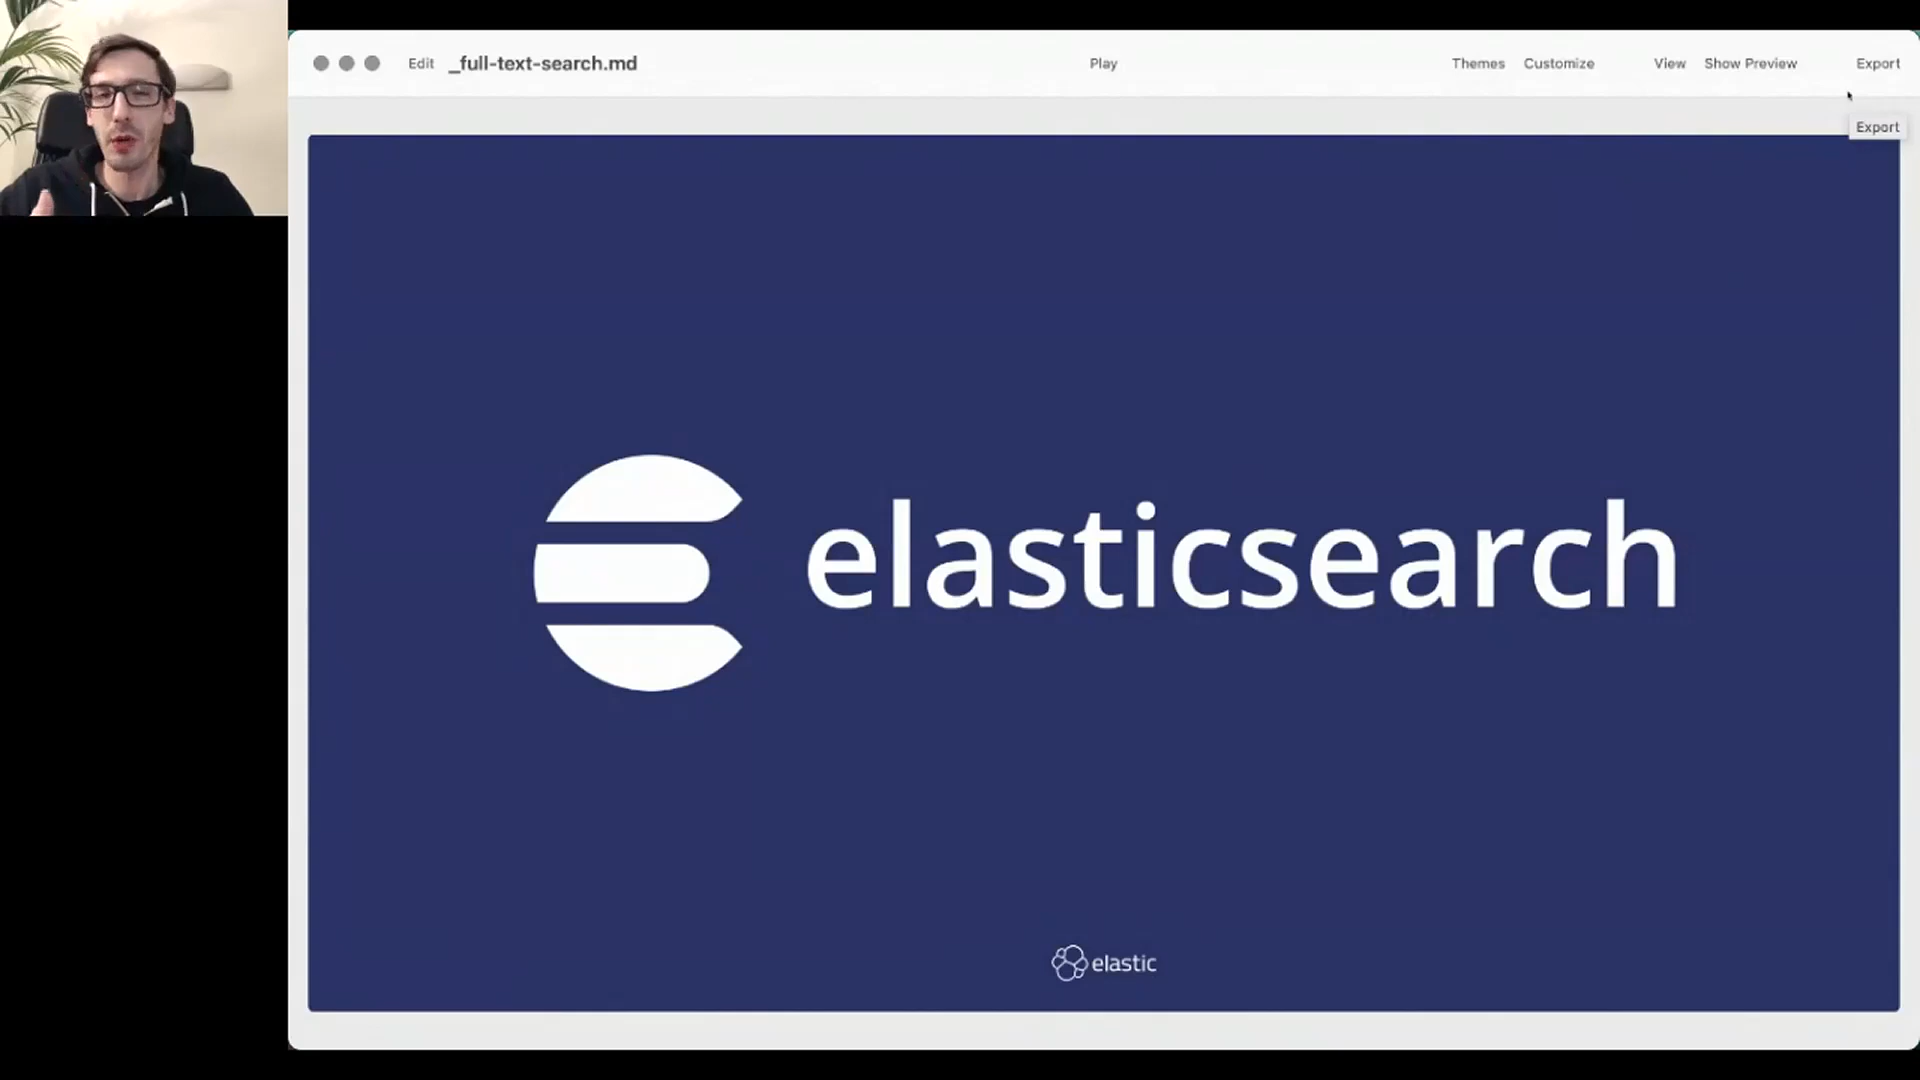 Edit _full-text-search.md Play Themes Customize View Show Preview Export
Export
elasticsearch
elastic